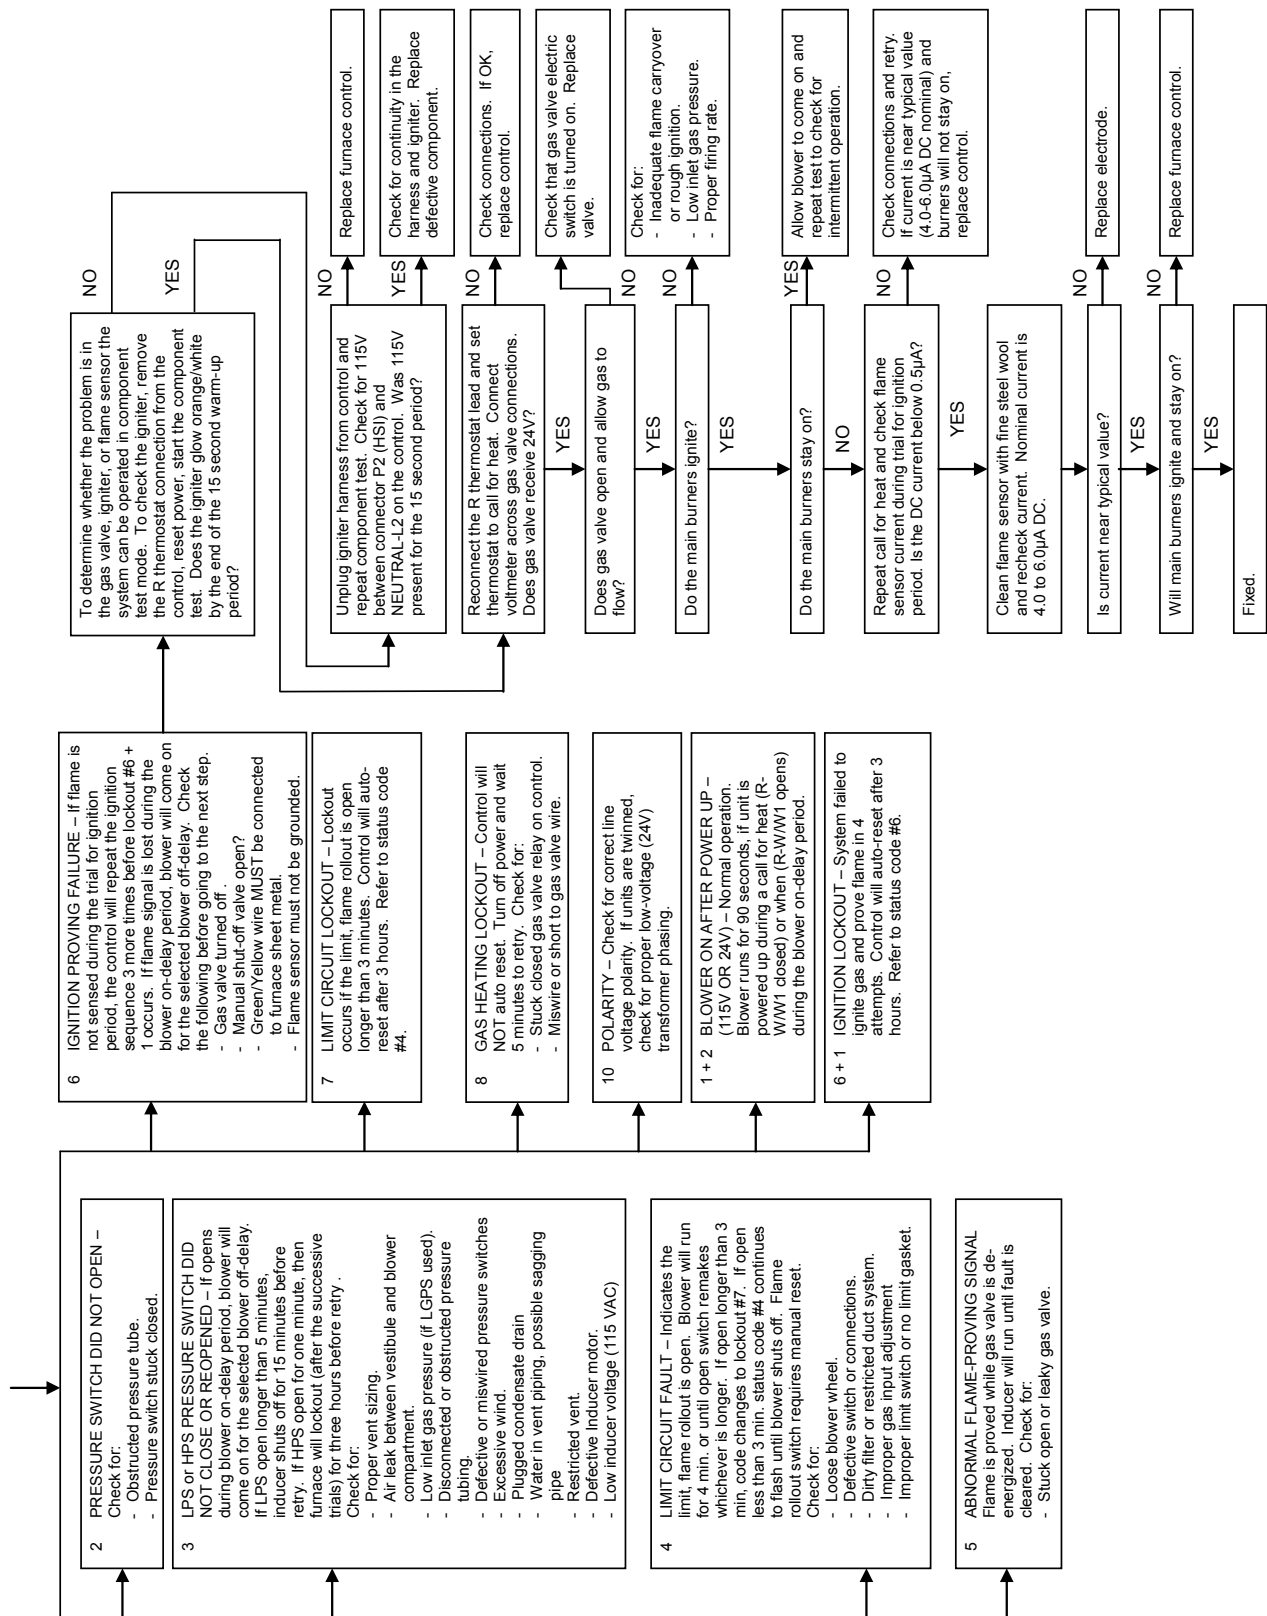 2 PRESSURE SWITCH DID NOT OPEN –
Check for:
- Obstructed pressure tube.
- Pressure switch stuck closed.
3 LPS or HPS PRESSURE SWITCH DID
NOT CLOSE OR REOPENED – If opens
during blower on-delay period, blower will
come on for the selected blower off-delay.
If LPS open longer than 5 minutes,
inducer shuts off for 15 minutes before
retry. If HPS open for one minute, then
furnace will lockout (after the successive
trials) for three hours before retry .
Check for:
- Proper vent sizing.
- Air leak between vestibule and blower
compartment.
- Low inlet gas pressure (if LGPS used).
- Disconnected or obstructed pressure
tubing.
- Defective or miswired pressure switches
- Excessive wind.
- Plugged condensate drain
- Water in vent piping, possible sagging
pipe
- Restricted vent.
- Defective Inducer motor.
- Low inducer voltage (115 VAC)
4 LIMIT CIRCUIT FAULT – Indicates the
limit, flame rollout is open. Blower will run
for 4 min. or until open switch remakes
whichever is longer. If open longer than 3
min, code changes to lockout #7. If open
less than 3 min. status code #4 continues
to flash until blower shuts off. Flame
rollout switch requires manual reset.
Check for:
- Loose blower wheel.
- Defective switch or connections.
- Dirty filter or restricted duct system.
- Improper gas input adjustment
- Improper limit switch or no limit gasket.
5 ABNORMAL FLAME-PROVING SIGNAL
Flame is proved while gas valve is de-
energized. Inducer will run until fault is
cleared. Check for:
- Stuck open or leaky gas valve.
6 IGNITION PROVING FAILURE – If flame is
not sensed during the trial for ignition
period, the control will repeat the ignition
sequence 3 more times before lockout #6 +
1 occurs. If flame signal is lost during the
blower on-delay period, blower will come on
for the selected blower off-delay. Check
the following before going to the next step.
- Gas valve turned off .
- Manual shut-off valve open?
- Green/Yellow wire MUST be connected
to furnace sheet metal.
- Flame sensor must not be grounded.
7 LIMIT CIRCUIT LOCKOUT – Lockout
occurs if the limit, flame rollout is open
longer than 3 minutes. Control will auto-
reset after 3 hours. Refer to status code
#4.
8 GAS HEATING LOCKOUT – Control will
NOT auto reset. Turn off power and wait
5 minutes to retry. Check for:
- Stuck closed gas valve relay on control.
- Miswire or short to gas valve wire.
10 POLARITY – Check for correct line
voltage polarity. If units are twinned,
check for proper low-voltage (24V)
transformer phasing.
1 + 2 BLOWER ON AFTER POWER UP –
(115V OR 24V) – Normal operation.
Blower runs for 90 seconds, if unit is
powered up during a call for heat (R-
W/W1 closed) or when (R-W/W1 opens)
during the blower on-delay period.
6 + 1 IGNITION LOCKOUT – System failed to
ignite gas and prove flame in 4
attempts. Control will auto-reset after 3
hours. Refer to status code #6.
To determine whether the problem is in
the gas valve, igniter, or flame sensor the
system can be operated in component
test mode. To check the igniter, remove
the R thermostat connection from the
control, reset power, start the component
test. Does the igniter glow orange/white
by the end of the 15 second warm-up
period?
NO
YES
Unplug igniter harness from control and
repeat component test. Check for 115V
between connector P2 (HSI) and
NEUTRAL-L2 on the control. Was 115V
present for the 15 second period?
NO
Replace furnace control.
YES
Check for continuity in the
harness and igniter. Replace
defective component.
Reconnect the R thermostat lead and set
thermostat to call for heat. Connect
voltmeter across gas valve connections.
Does gas valve receive 24V?
NO
Check connections. If OK,
replace control.
YES
Does gas valve open and allow gas to
flow?
NO
Check that gas valve electric
switch is turned on. Replace
valve.
YES
Do the main burners ignite?
NO
Check for:
- Inadequate flame carryover
or rough ignition.
- Low inlet gas pressure.
- Proper firing rate.
YES
Do the main burners stay on?
YES
Allow blower to come on and
repeat test to check for
intermittent operation.
NO
Repeat call for heat and check flame
sensor current during trial for ignition
period. Is the DC current below 0.5µA?
NO
Check connections and retry.
If current is near typical value
(4.0-6.0µA DC nominal) and
burners will not stay on,
replace control.
YES
Clean flame sensor with fine steel wool
and recheck current. Nominal current is
4.0 to 6.0µA DC.
Is current near typical value?
NO
Replace electrode.
YES
Will main burners ignite and stay on?
NO
Replace furnace control.
YES
Fixed.